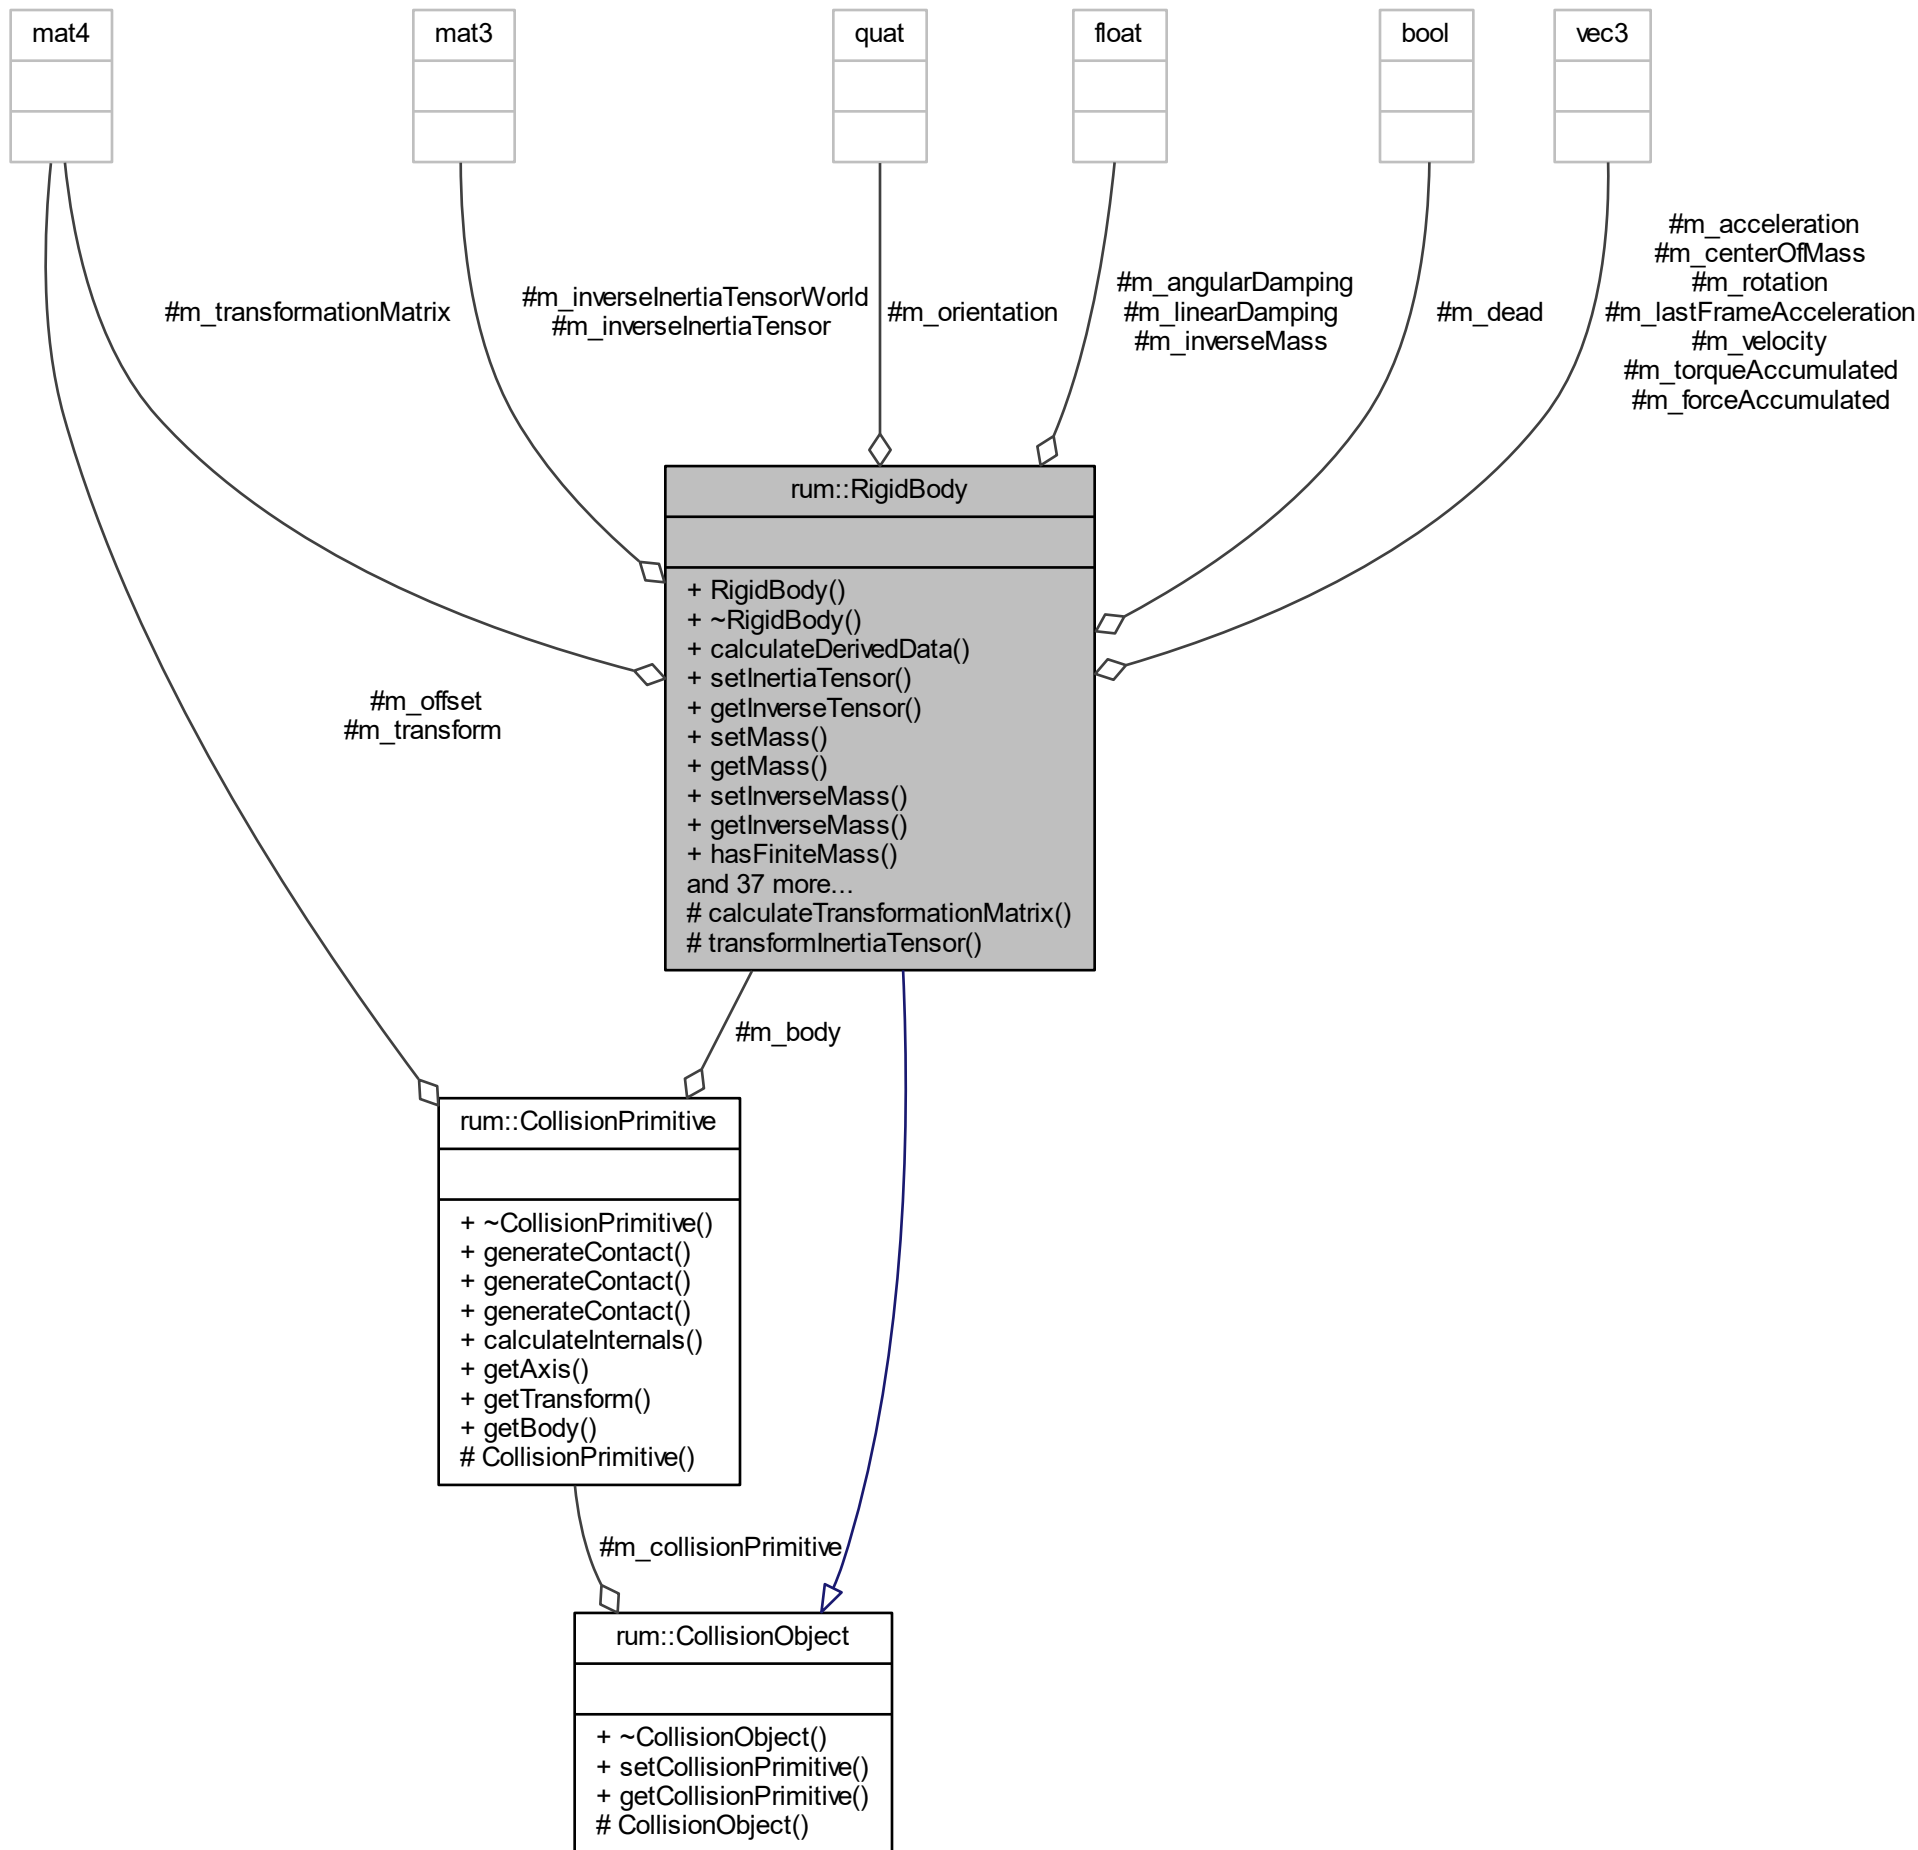 mat4
mat3
quat
float
bool
vec3
#m_transformationMatrix
#m_inverseInertiaTensorWorld
#m_inverseInertiaTensor
#m_orientation
#m_angularDamping
#m_linearDamping
#m_inverseMass
#m_dead
#m_acceleration
#m_centerOfMass
#m_rotation
#m_lastFrameAcceleration
#m_velocity
#m_torqueAccumulated
#m_forceAccumulated
rum::RigidBody
+ RigidBody()
+ ~RigidBody()
+ calculateDerivedData()
+ setInertiaTensor()
+ getInverseTensor()
+ setMass()
+ getMass()
+ setInverseMass()
+ getInverseMass()
+ hasFiniteMass()
and 37 more...
# calculateTransformationMatrix()
# transformInertiaTensor()
#m_offset
#m_transform
#m_body
rum::CollisionPrimitive
+ ~CollisionPrimitive()
+ generateContact()
+ generateContact()
+ generateContact()
+ calculateInternals()
+ getAxis()
+ getTransform()
+ getBody()
# CollisionPrimitive()
#m_collisionPrimitive
rum::CollisionObject
+ ~CollisionObject()
+ setCollisionPrimitive()
+ getCollisionPrimitive()
# CollisionObject()